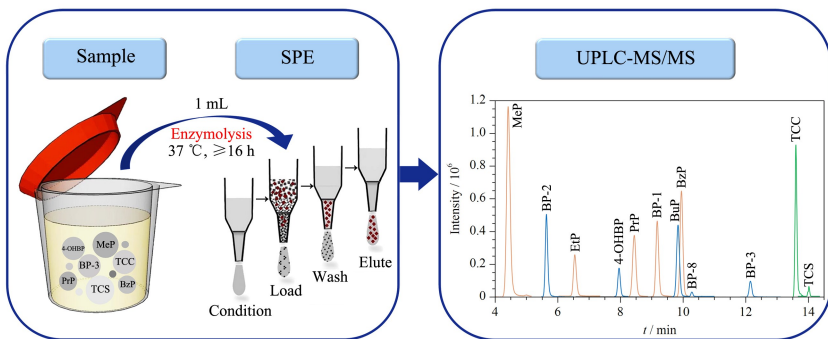 Sample
SPE
1 mL
Enzymolysis
37 ℃, ≥16 h
4-OHBP
MeP
BP-3
TCC
PrP
TCS
BzP
Condition
Load
Wash
Elute
UPLC-MS/MS
Intensity / 10⁶
1.2
1.0
0.8
0.6
0.4
0.2
0
4
6
8
10
12
14
t / min
MeP
BP-2
EtP
4-OHBP
PrP
BP-1
BuP
BzP
BP-8
BP-3
TCC
TCS